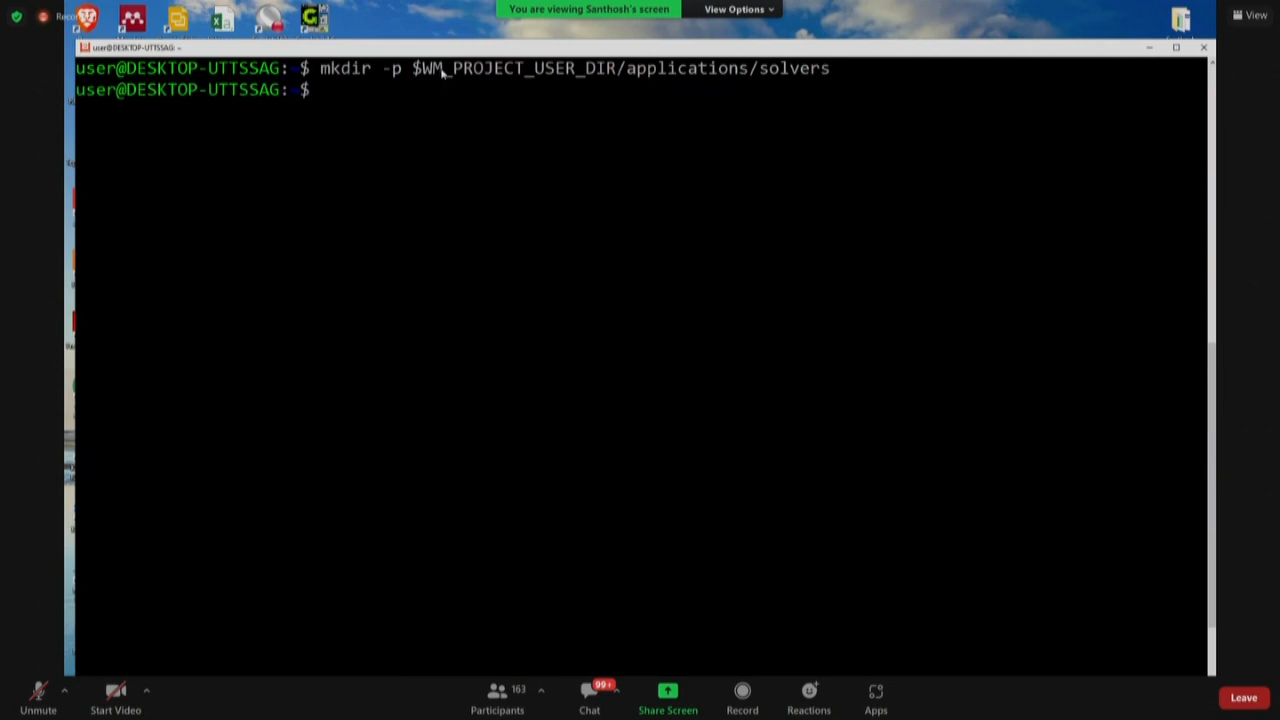 Recor
You are viewing Santhosh's screen
View Options
View
user@DESKTOP-UTTSSAG: ~
user@DESKTOP-UTTSSAG:~$ mkdir -p $WM_PROJECT_USER_DIR/applications/solvers
user@DESKTOP-UTTSSAG:~$
Unmute
Start Video
163
Participants
99+
Chat
Share Screen
Record
Reactions
Apps
Leave